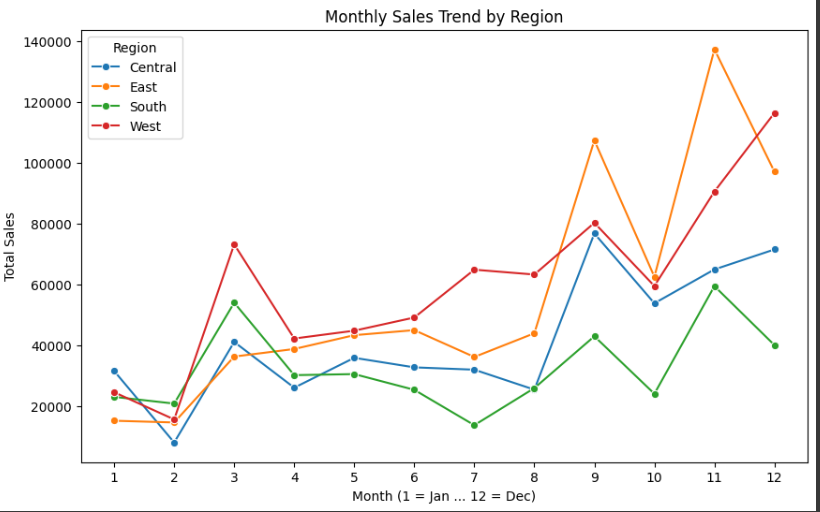 Monthly Sales Trend by Region
Region
Central
East
South
West
140000
120000
100000
80000
60000
40000
20000
Total Sales
1 2 3 4 5 6 7 8 9 10 11 12
Month (1 = Jan ... 12 = Dec)